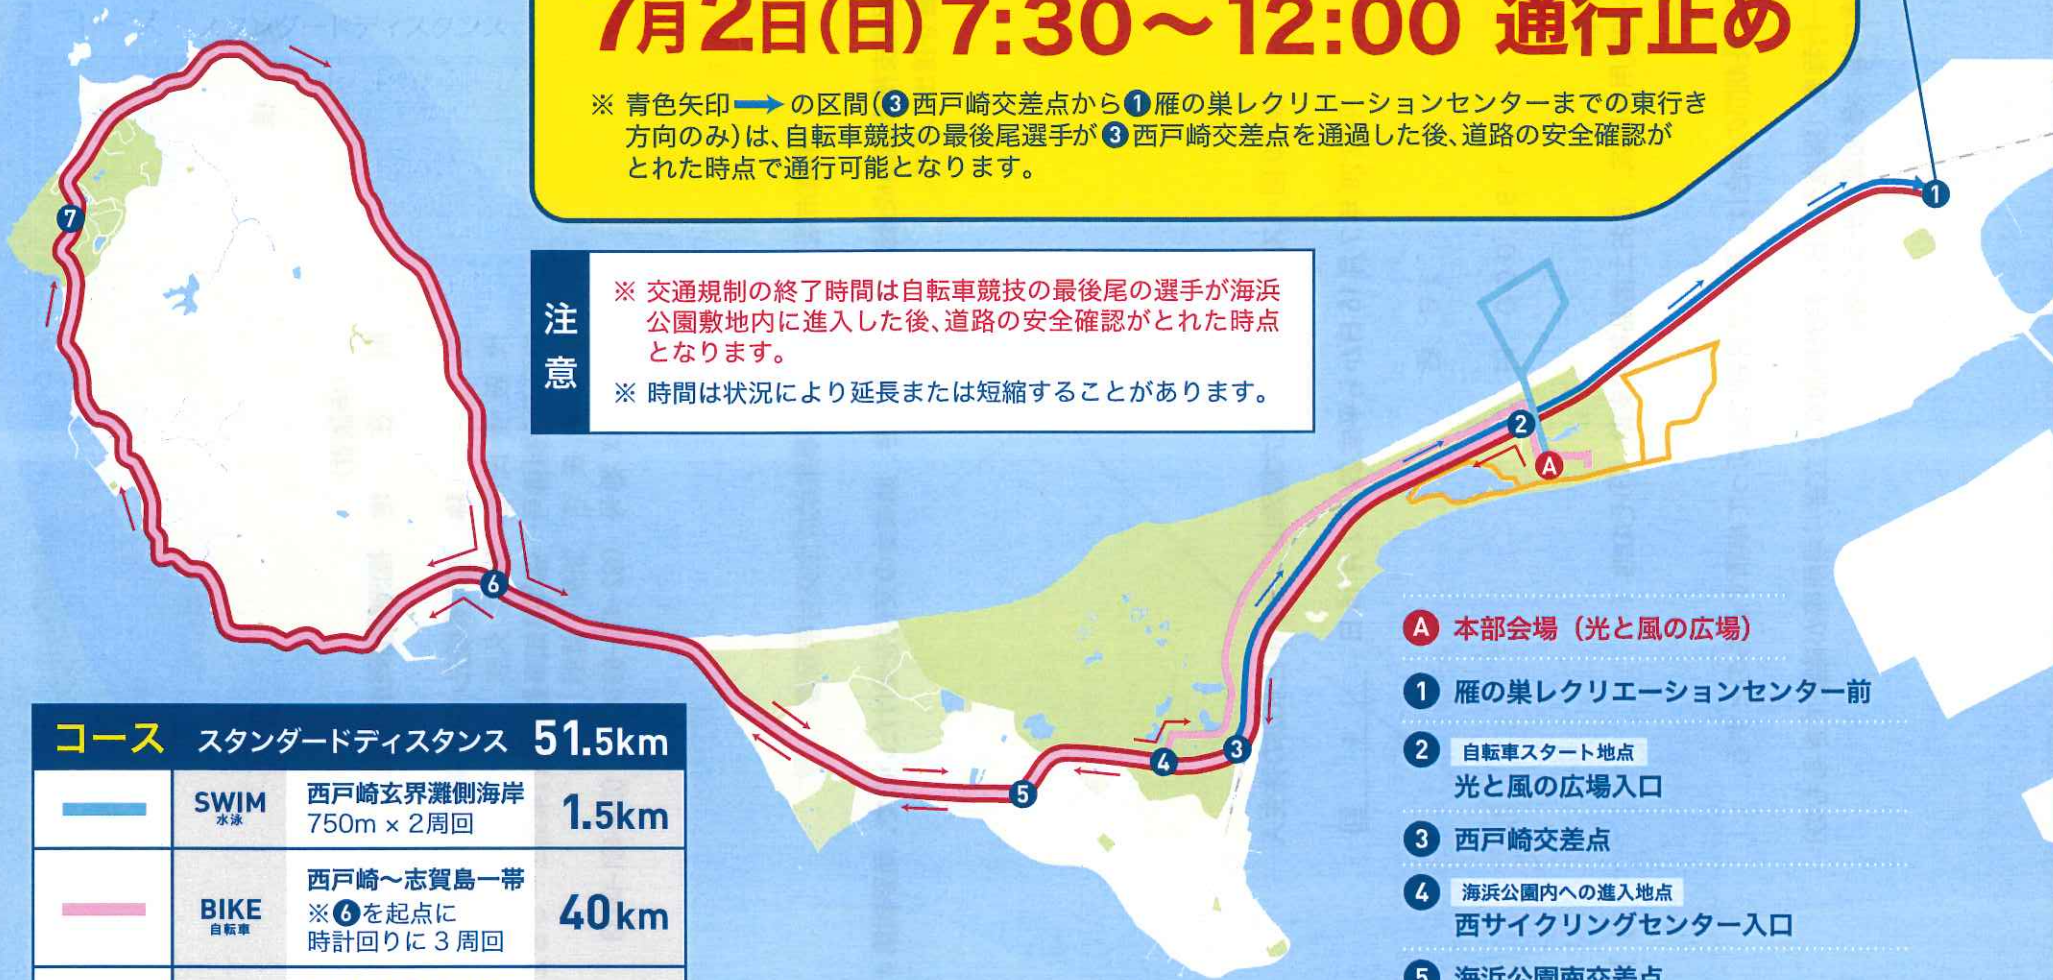 7月2日(日) 7:30～12:00 通行止め
※ 青色矢印→の区間(❸西戸崎交差点から❶雁の巣レクリエーションセンターまでの東行き
方向のみ)は、自転車競技の最後尾選手が❸西戸崎交差点を通過した後、道路の安全確認が
とれた時点で通行可能となります。
注意
※ 交通規制の終了時間は自転車競技の最後尾の選手が海浜
公園敷地内に進入した後、道路の安全確認がとれた時点
となります。
※ 時間は状況により延長または短縮することがあります。
7
1
2
A
6
3
4
5
コース スタンダードディスタンス 51.5km
SWIM
水泳
西戸崎玄界灘側海岸
750m × 2周回
1.5km
BIKE
自転車
西戸崎～志賀島一帯
※❻を起点に
時計回りに 3 周回
40km
A 本部会場（光と風の広場）
1 雁の巣レクリエーションセンター前
2 自転車スタート地点
光と風の広場入口
3 西戸崎交差点
4 海浜公園内への進入地点
西サイクリングセンター入口
5 海浜公園南交差点